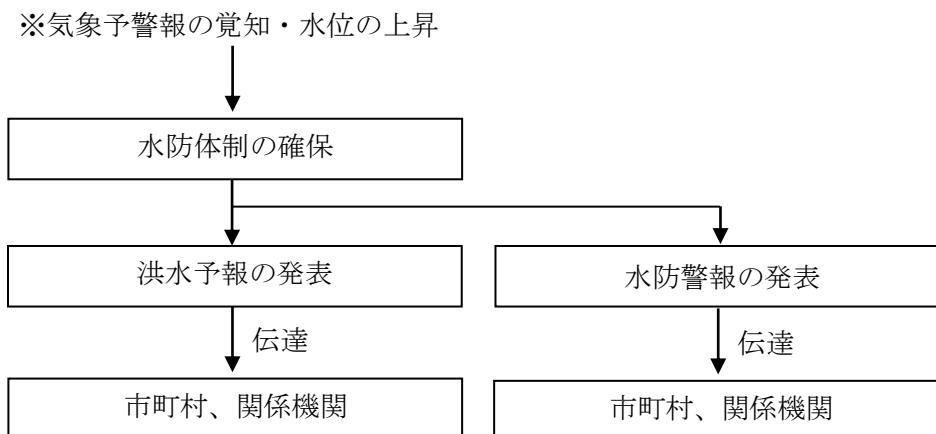 ※気象予警報の覚知・水位の上昇
水防体制の確保
洪水予報の発表
水防警報の発表
伝達
伝達
市町村、関係機関
市町村、関係機関